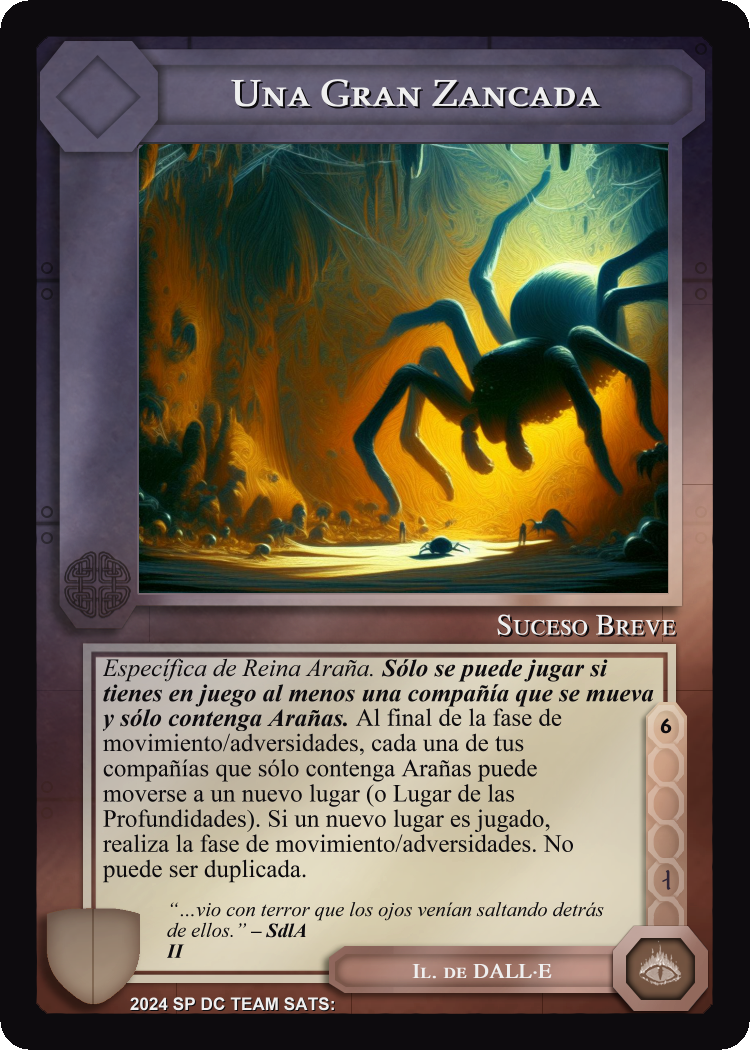 Una Gran Zancada
Suceso Breve
Específica de Reina Araña. Sólo se puede jugar si
tienes en juego al menos una compañía que se mueva
y sólo contenga Arañas. Al final de la fase de
movimiento/adversidades, cada una de tus
compañías que sólo contenga Arañas puede
moverse a un nuevo lugar (o Lugar de las
Profundidades). Si un nuevo lugar es jugado,
realiza la fase de movimiento/adversidades. No
puede ser duplicada.
6
“...vio con terror que los ojos venían saltando detrás
de ellos.” – SdlA
II
Il. de DALL·E
2024 SP DC TEAM SATS: